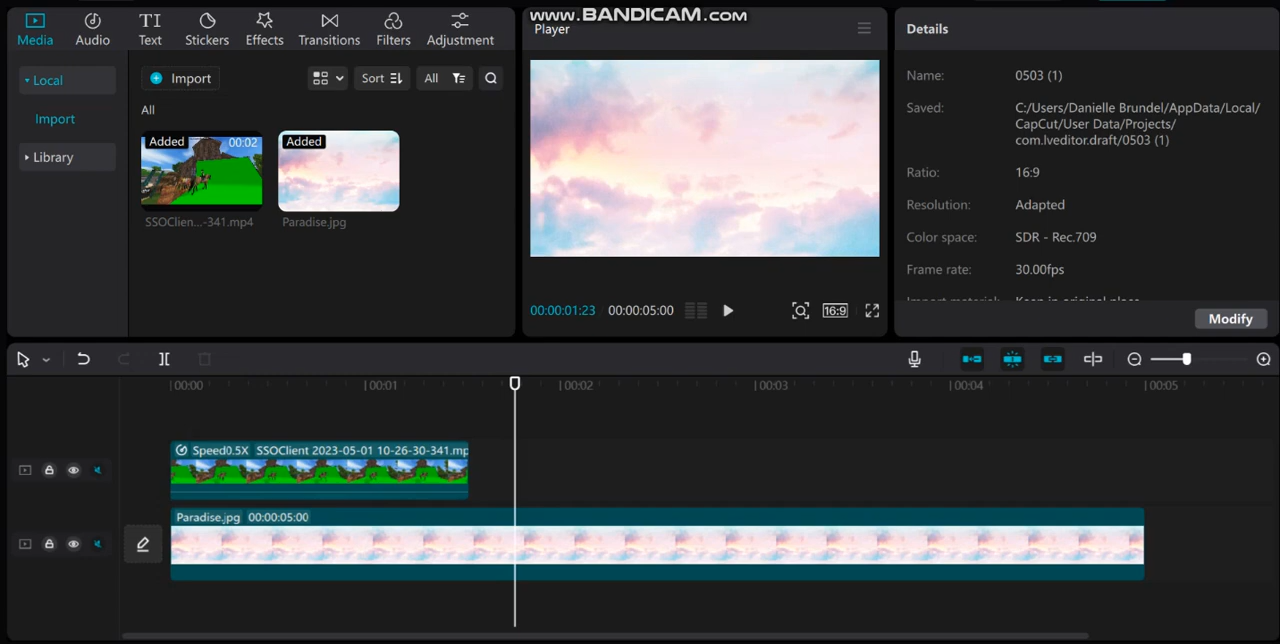 www.BANDICAM.com
Media
Audio
Text
Stickers
Effects
Transitions
Filters
Adjustment
Local
Import
Library
Import
Sort
All
All
Added 00:02
SSOClien...-341.mp4
Added
Paradise.jpg
Player
00:00:01:23 00:00:05:00
16:9
Details
Name: 0503 (1)
Saved: C:/Users/Danielle Brundel/AppData/Local/
CapCut/User Data/Projects/
com.lveditor.draft/0503 (1)
Ratio: 16:9
Resolution: Adapted
Color space: SDR - Rec.709
Frame rate: 30.00fps
Import material: Keep in original place
Modify
00:00 00:01 00:02 00:03 00:04 00:05
Speed0.5X SSOClient 2023-05-01 10-26-30-341.mp
Paradise.jpg 00:00:05:00